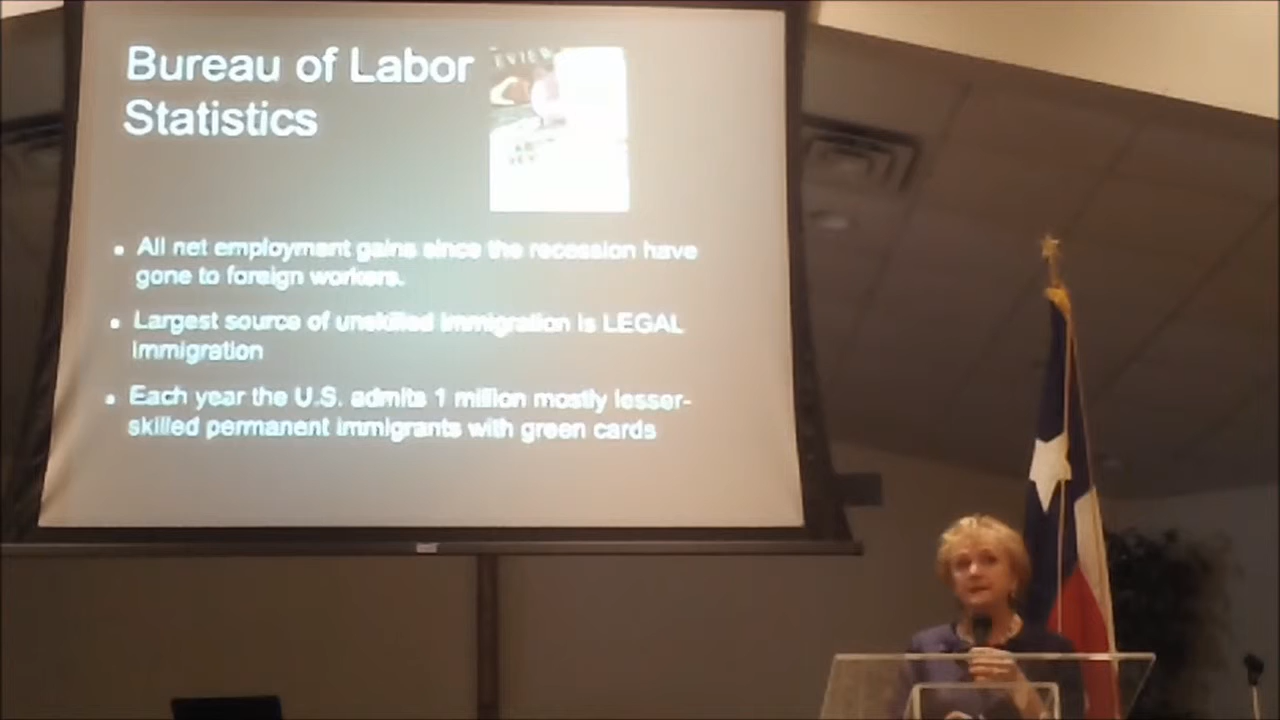 Bureau of Labor
Statistics
• All net employment gains since the recession have
gone to foreign workers.
• Largest source of unskilled immigration is LEGAL
immigration
• Each year the U.S. admits 1 million mostly lesser-
skilled permanent immigrants with green cards